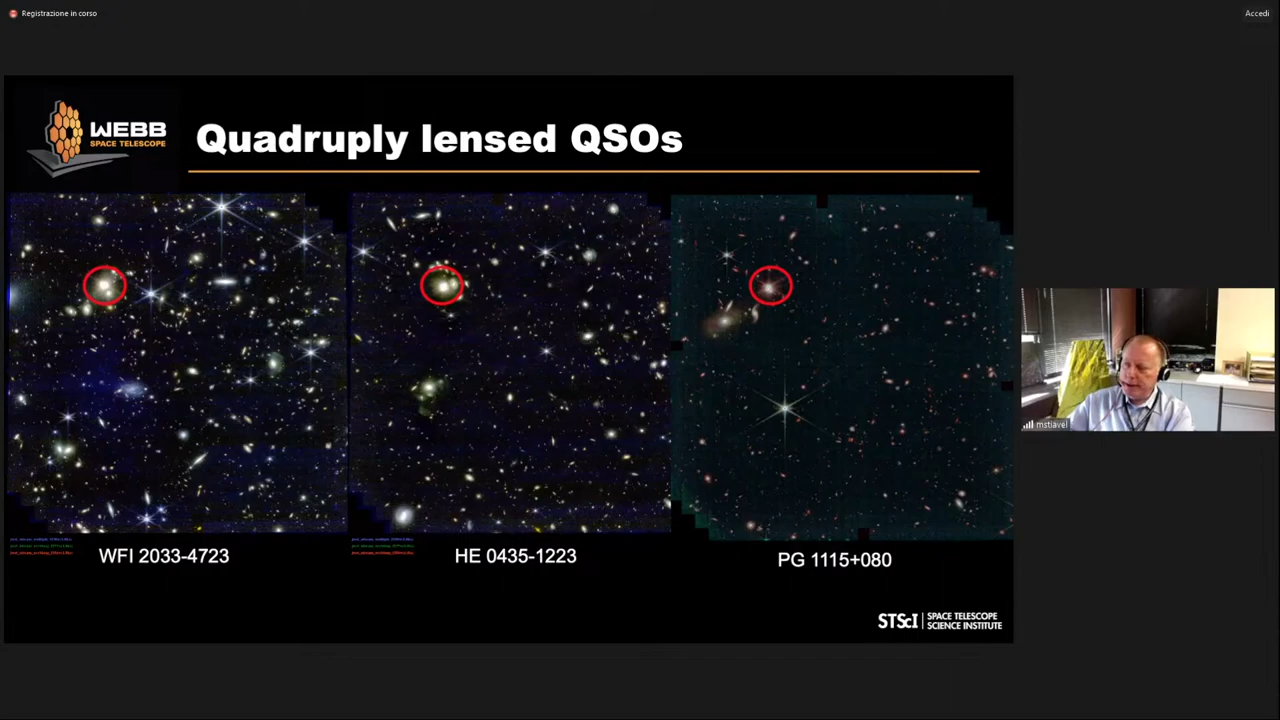 Registrazione in corso
Accedi
WEBB
SPACE TELESCOPE
Quadruply lensed QSOs
mstiavel
WFI 2033-4723
HE 0435-1223
PG 1115+080
STScI | SPACE TELESCOPE
SCIENCE INSTITUTE